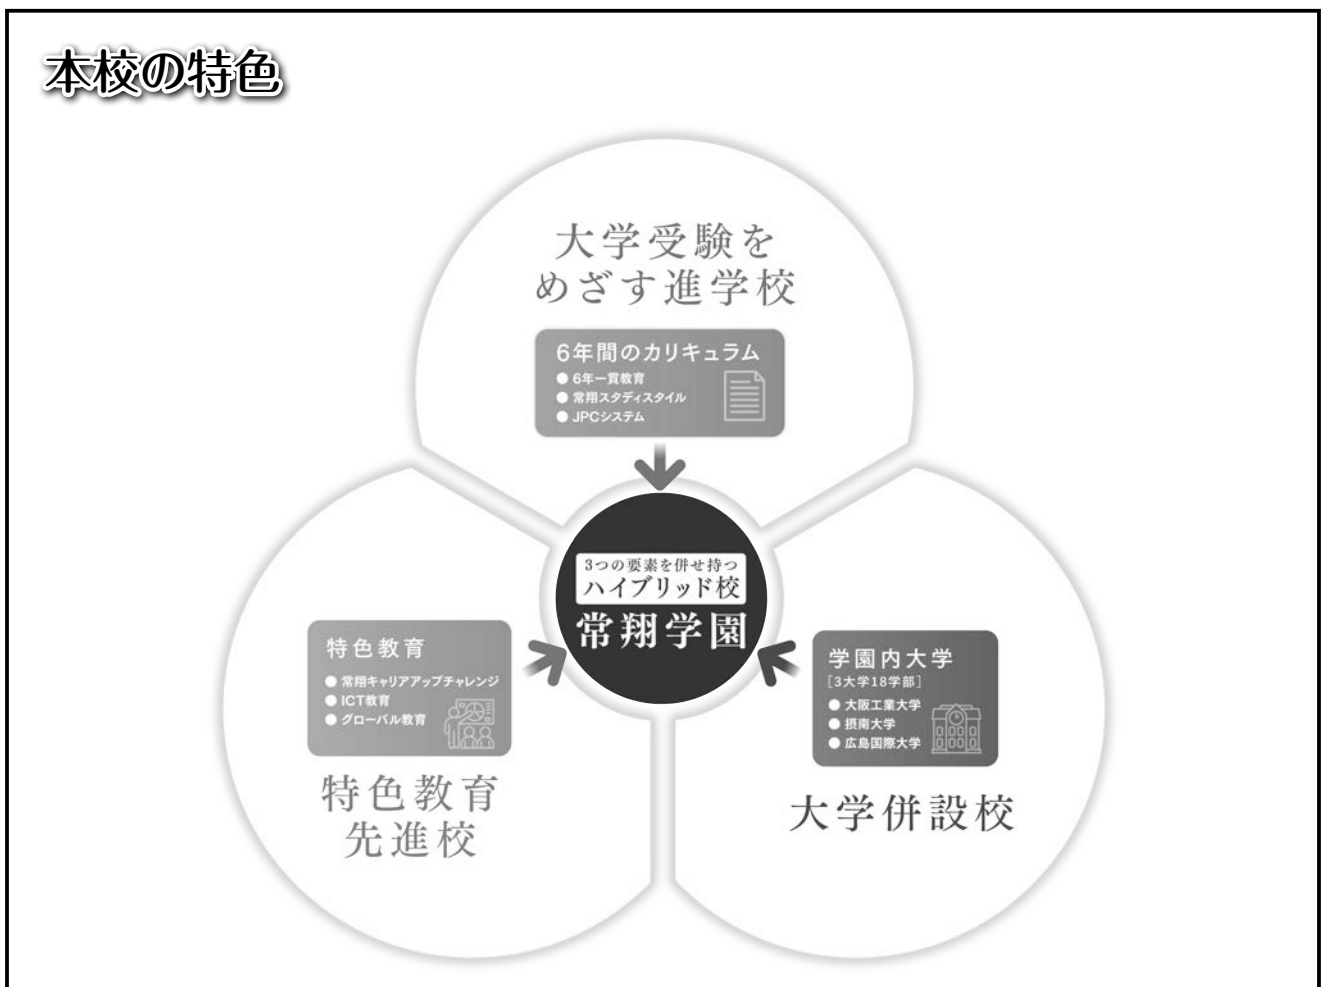 本校の特色
大学受験を
めざす進学校
6年間のカリキュラム
● 6年一貫教育
● 常翔スタディスタイル
● JPCシステム
3つの要素を併せ持つ
ハイブリッド校
常翔学園
特色教育
● 常翔キャリアアップチャレンジ
● ICT教育
● グローバル教育
特色教育
先進校
学園内大学
[3大学18学部]
● 大阪工業大学
● 摂南大学
● 広島国際大学
大学併設校